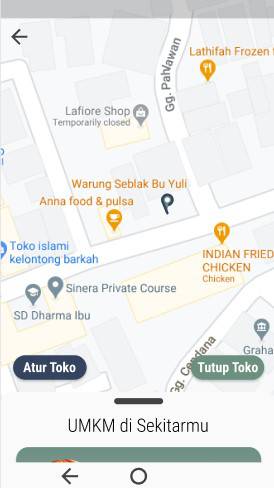 Lathifah Frozen f
Gg. Pahlawan
Lafiore Shop
Temporarily closed
Warung Seblak Bu Yuli
Anna food & pulsa
Toko islami
kelontong barkah
INDIAN FRIED
CHICKEN
Chicken
Sinera Private Course
SD Dharma Ibu
Graha
Gg. Cendana
Atur Toko
Tutup Toko
UMKM di Sekitarmu